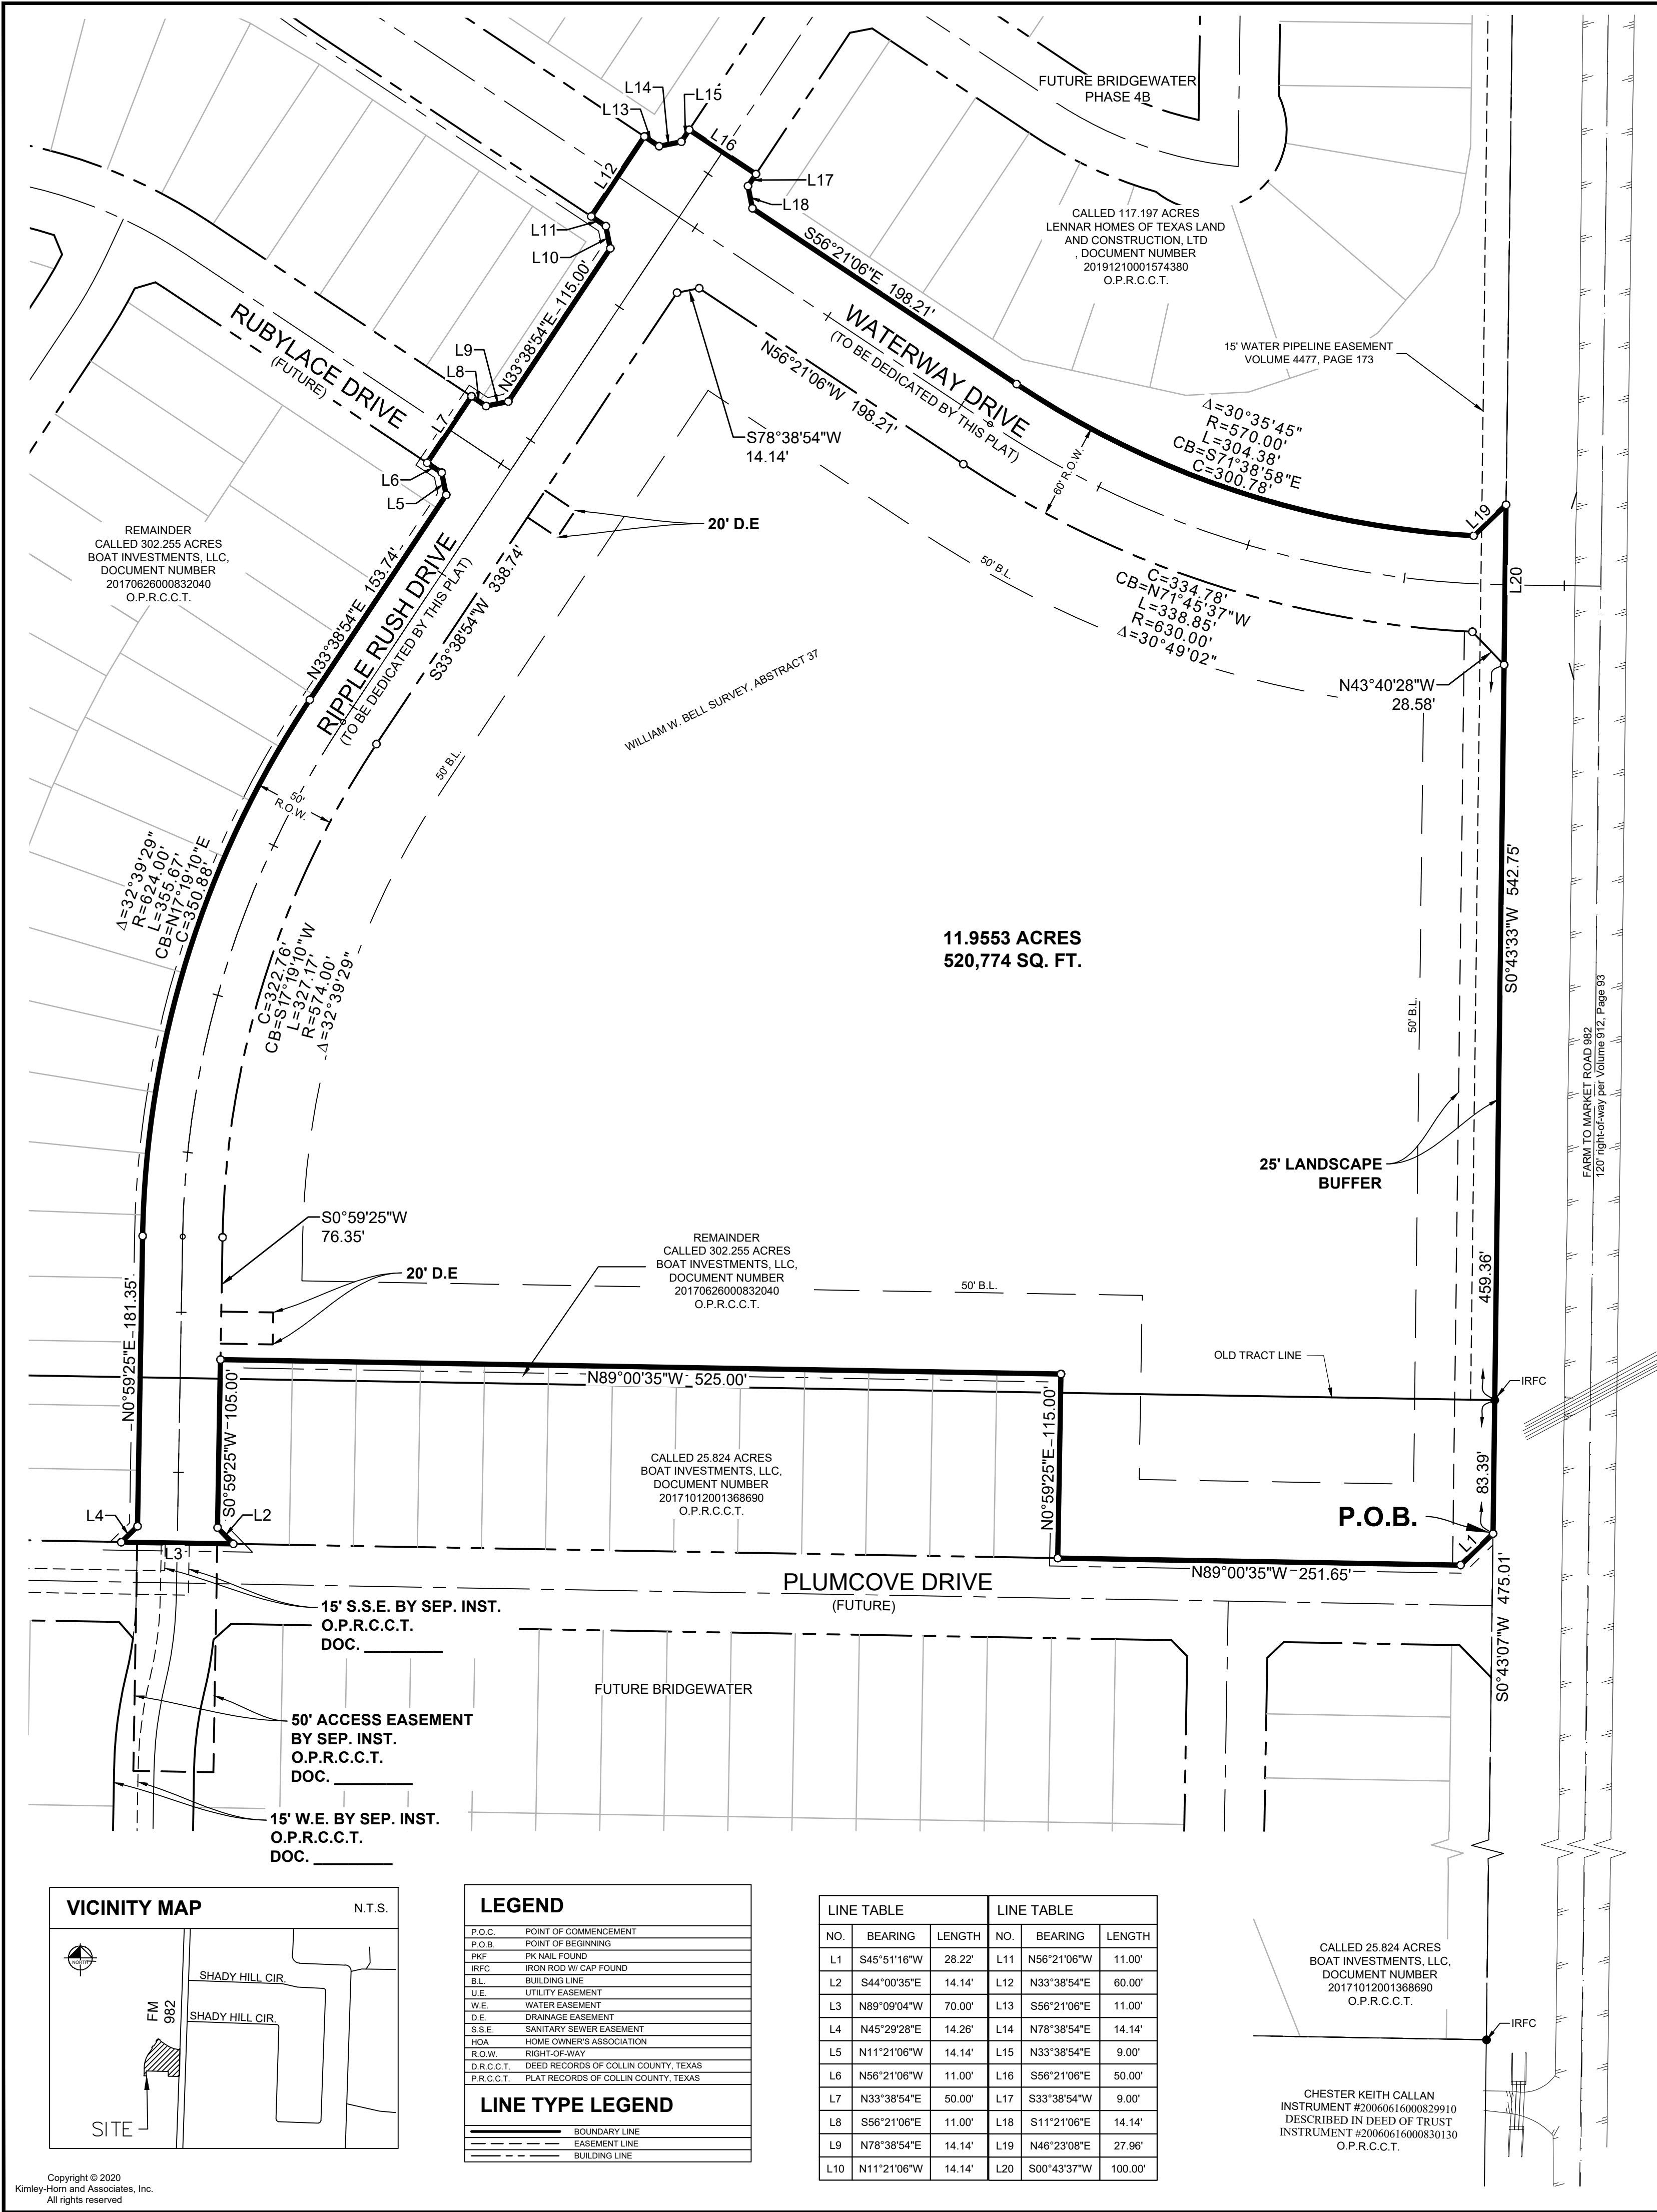 FUTURE BRIDGEWATER
PHASE 4B
L14
L15
L13
L16
L12
L17
L18
L11
L10
CALLED 117.197 ACRES
LENNAR HOMES OF TEXAS LAND
AND CONSTRUCTION, LTD
, DOCUMENT NUMBER
20191210001574380
O.P.R.C.C.T.
S56°21'06"E 198.21'
N33°38'54"E 115.00'
RUBYLACE DRIVE
(FUTURE)
WATERWAY DRIVE
(TO BE DEDICATED BY THIS PLAT)
15' WATER PIPELINE EASEMENT
VOLUME 4477, PAGE 173
L9
L8
L7
N56°21'06"W 198.21'
S78°38'54"W
14.14'
Δ=30°35'45"
R=570.00'
L=304.38'
CB=S71°38'58"E
C=300.78'
60' R.O.W.
L6
L5
L19
L20
20' D.E
REMAINDER
CALLED 302.255 ACRES
BOAT INVESTMENTS, LLC,
DOCUMENT NUMBER
20170626000832040
O.P.R.C.C.T.
N33°38'54"E 153.74'
RIPPLE RUSH DRIVE
(TO BE DEDICATED BY THIS PLAT)
S33°38'54"W 338.74'
50' B.L.
C=334.78'
CB=N71°45'37"W
L=338.85'
R=630.00'
Δ=30°49'02"
WILLIAM W. BELL SURVEY, ABSTRACT 37
N43°40'28"W
28.58'
50' B.L.
50'
R.O.W.
Δ=32°39'29"
R=624.00'
L=355.67'
CB=N17°19'10"E
C=350.88'
C=322.76'
CB=S17°19'10"W
L=327.17'
R=574.00'
Δ=32°39'29"
11.9553 ACRES
520,774 SQ. FT.
S0°43'33"W 542.75'
50' B.L.
FARM TO MARKET ROAD 982
120' right-of-way per Volume 912, Page 93
25' LANDSCAPE
BUFFER
S0°59'25"W
76.35'
20' D.E
REMAINDER
CALLED 302.255 ACRES
BOAT INVESTMENTS, LLC,
DOCUMENT NUMBER
20170626000832040
O.P.R.C.C.T.
50' B.L.
459.36'
N0°59'25"E 181.35'
OLD TRACT LINE
IRFC
N89°00'35"W 525.00'
S0°59'25"W 105.00'
N0°59'25"E 115.00'
CALLED 25.824 ACRES
BOAT INVESTMENTS, LLC,
DOCUMENT NUMBER
20171012001368690
O.P.R.C.C.T.
83.39'
P.O.B.
L4
L2
L3
L1
N89°00'35"W 251.65'
PLUMCOVE DRIVE
(FUTURE)
S0°43'07"W 475.01'
15' S.S.E. BY SEP. INST.
O.P.R.C.C.T.
DOC.
FUTURE BRIDGEWATER
50' ACCESS EASEMENT
BY SEP. INST.
O.P.R.C.C.T.
DOC.
15' W.E. BY SEP. INST.
O.P.R.C.C.T.
DOC.
VICINITY MAP N.T.S.
NORTH
SHADY HILL CIR.
FM
982
SHADY HILL CIR.
SITE
LEGEND
P.O.C. POINT OF COMMENCEMENT
P.O.B. POINT OF BEGINNING
PKF PK NAIL FOUND
IRFC IRON ROD W/ CAP FOUND
B.L. BUILDING LINE
U.E. UTILITY EASEMENT
W.E. WATER EASEMENT
D.E. DRAINAGE EASEMENT
S.S.E. SANITARY SEWER EASEMENT
HOA HOME OWNER'S ASSOCIATION
R.O.W. RIGHT-OF-WAY
D.R.C.C.T. DEED RECORDS OF COLLIN COUNTY, TEXAS
P.R.C.C.T. PLAT RECORDS OF COLLIN COUNTY, TEXAS
LINE TYPE LEGEND
BOUNDARY LINE
EASEMENT LINE
BUILDING LINE
LINE TABLE LINE TABLE
NO. BEARING LENGTH NO. BEARING LENGTH
L1 S45°51'16"W 28.22' L11 N56°21'06"W 11.00'
L2 S44°00'35"E 14.14' L12 N33°38'54"E 60.00'
L3 N89°09'04"W 70.00' L13 S56°21'06"E 11.00'
L4 N45°29'28"E 14.26' L14 N78°38'54"E 14.14'
L5 N11°21'06"W 14.14' L15 N33°38'54"E 9.00'
L6 N56°21'06"W 11.00' L16 S56°21'06"E 50.00'
L7 N33°38'54"E 50.00' L17 S33°38'54"W 9.00'
L8 S56°21'06"E 11.00' L18 S11°21'06"E 14.14'
L9 N78°38'54"E 14.14' L19 N46°23'08"E 27.96'
L10 N11°21'06"W 14.14' L20 S00°43'37"W 100.00'
CALLED 25.824 ACRES
BOAT INVESTMENTS, LLC,
DOCUMENT NUMBER
20171012001368690
O.P.R.C.C.T.
IRFC
CHESTER KEITH CALLAN
INSTRUMENT #20060616000829910
DESCRIBED IN DEED OF TRUST
INSTRUMENT #20060616000830130
O.P.R.C.C.T.
Copyright © 2020
Kimley-Horn and Associates, Inc.
All rights reserved